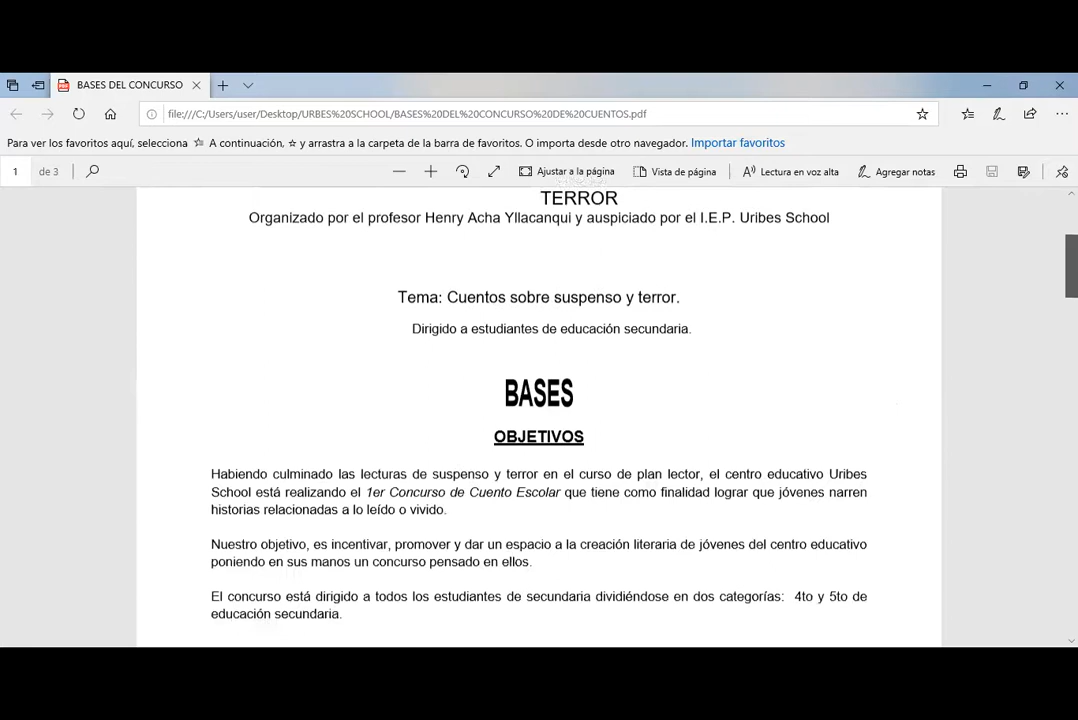 BASES DEL CONCURSO
file:///C:/Users/user/Desktop/URBES%20SCHOOL/BASES%20DEL%20CONCURSO%20DE%20CUENTOS.pdf
Para ver los favoritos aquí, selecciona A continuación, y arrastra a la carpeta de la barra de favoritos. O importa desde otro navegador. Importar favoritos
1 de 3 Ajustar a la página Vista de página Lectura en voz alta Agregar notas
TERROR
Organizado por el profesor Henry Acha Yllacanqui y auspiciado por el I.E.P. Uribes School
Tema: Cuentos sobre suspenso y terror.
Dirigido a estudiantes de educación secundaria.
BASES
OBJETIVOS
Habiendo culminado las lecturas de suspenso y terror en el curso de plan lector, el centro educativo Uribes
School está realizando el 1er Concurso de Cuento Escolar que tiene como finalidad lograr que jóvenes narren
historias relacionadas a lo leído o vivido.
Nuestro objetivo, es incentivar, promover y dar un espacio a la creación literaria de jóvenes del centro educativo
poniendo en sus manos un concurso pensado en ellos.
El concurso está dirigido a todos los estudiantes de secundaria dividiéndose en dos categorías: 4to y 5to de
educación secundaria.